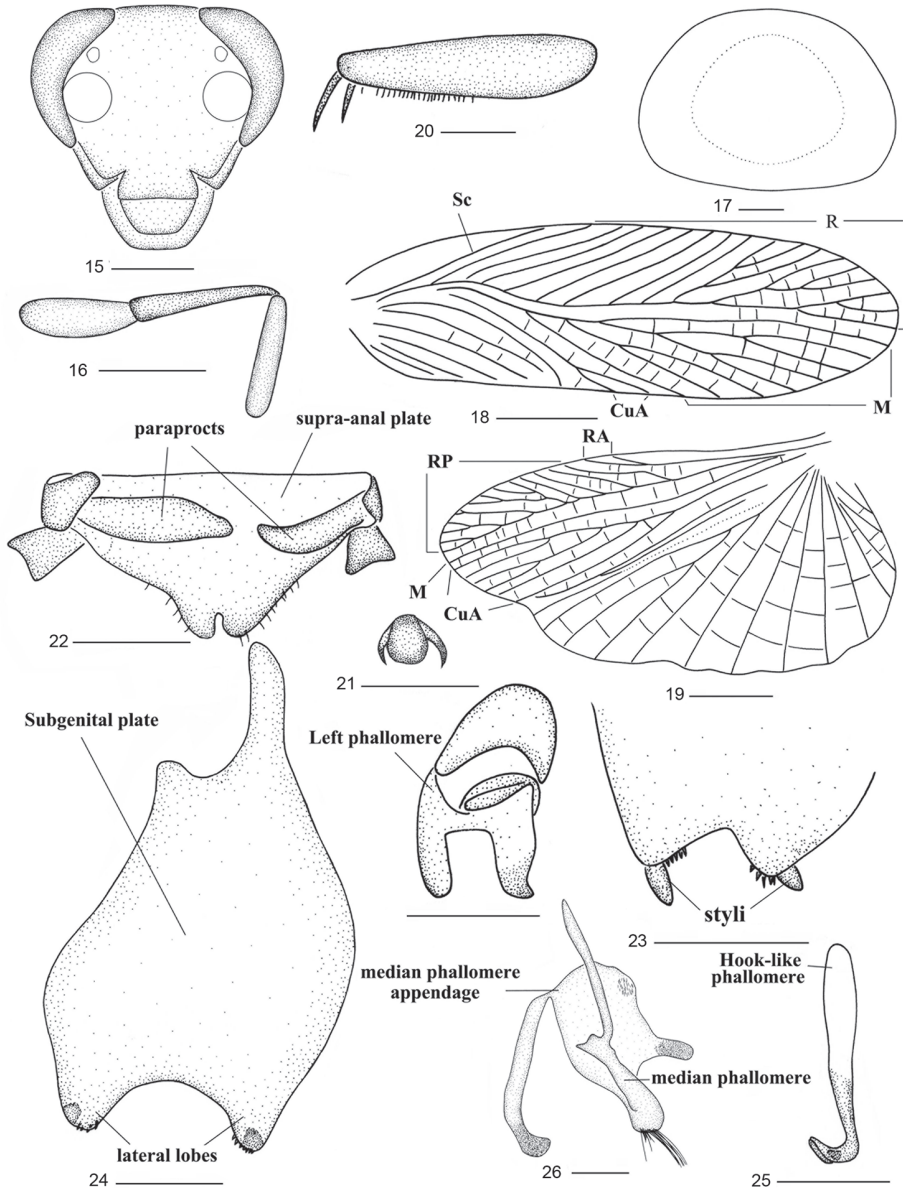 15
20
17
Sc
R
16
18
CuA
M
paraprocts
supra-anal plate
RA
RP
M
CuA
22
21
19
Subgenital plate
Left phallomere
styli
23
median phallomere
appendage
Hook-like
phallomere
median phallomere
lateral lobes
24
26
25